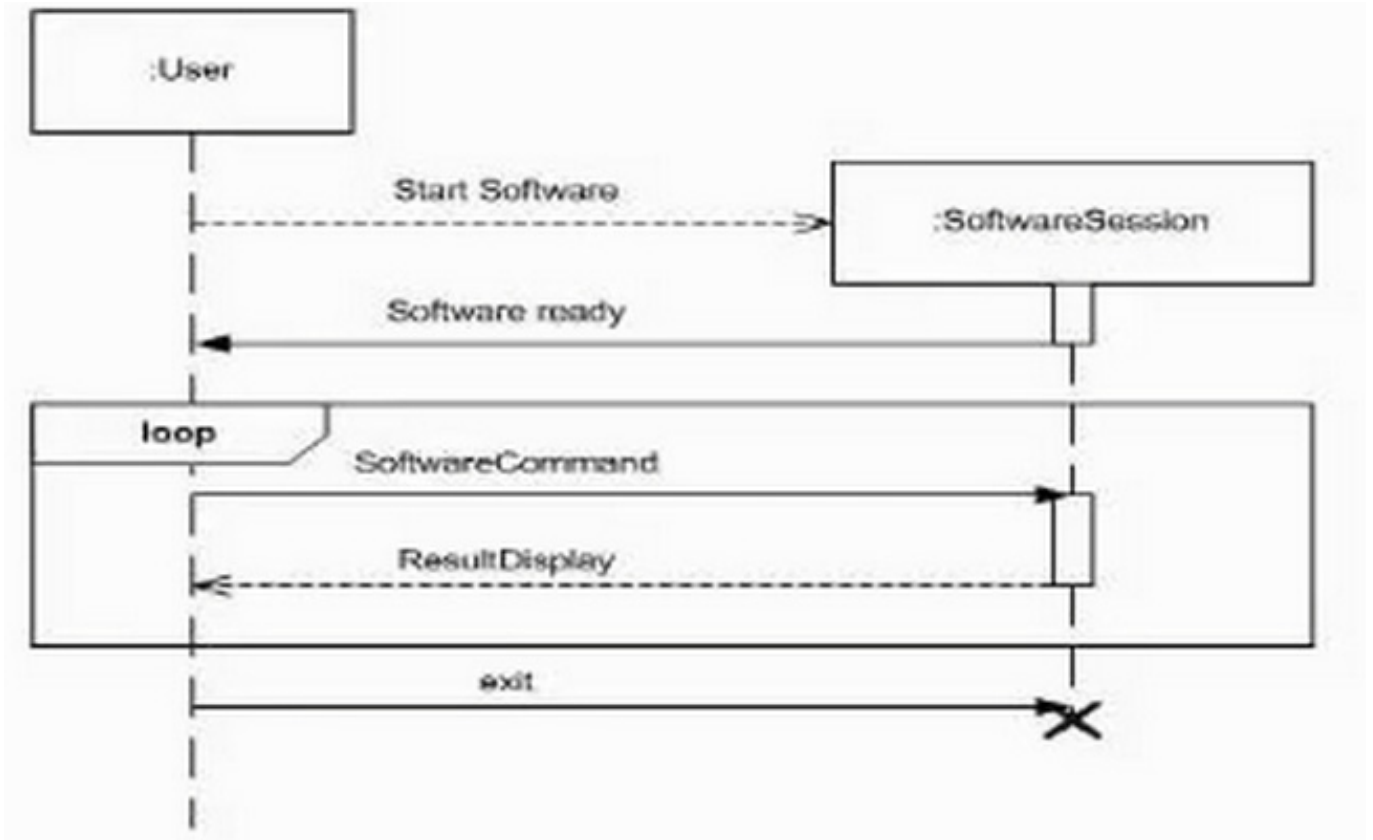 :User
Start Software
:SoftwareSession
Software ready
loop
SoftwareCommand
ResultDisplay
exit